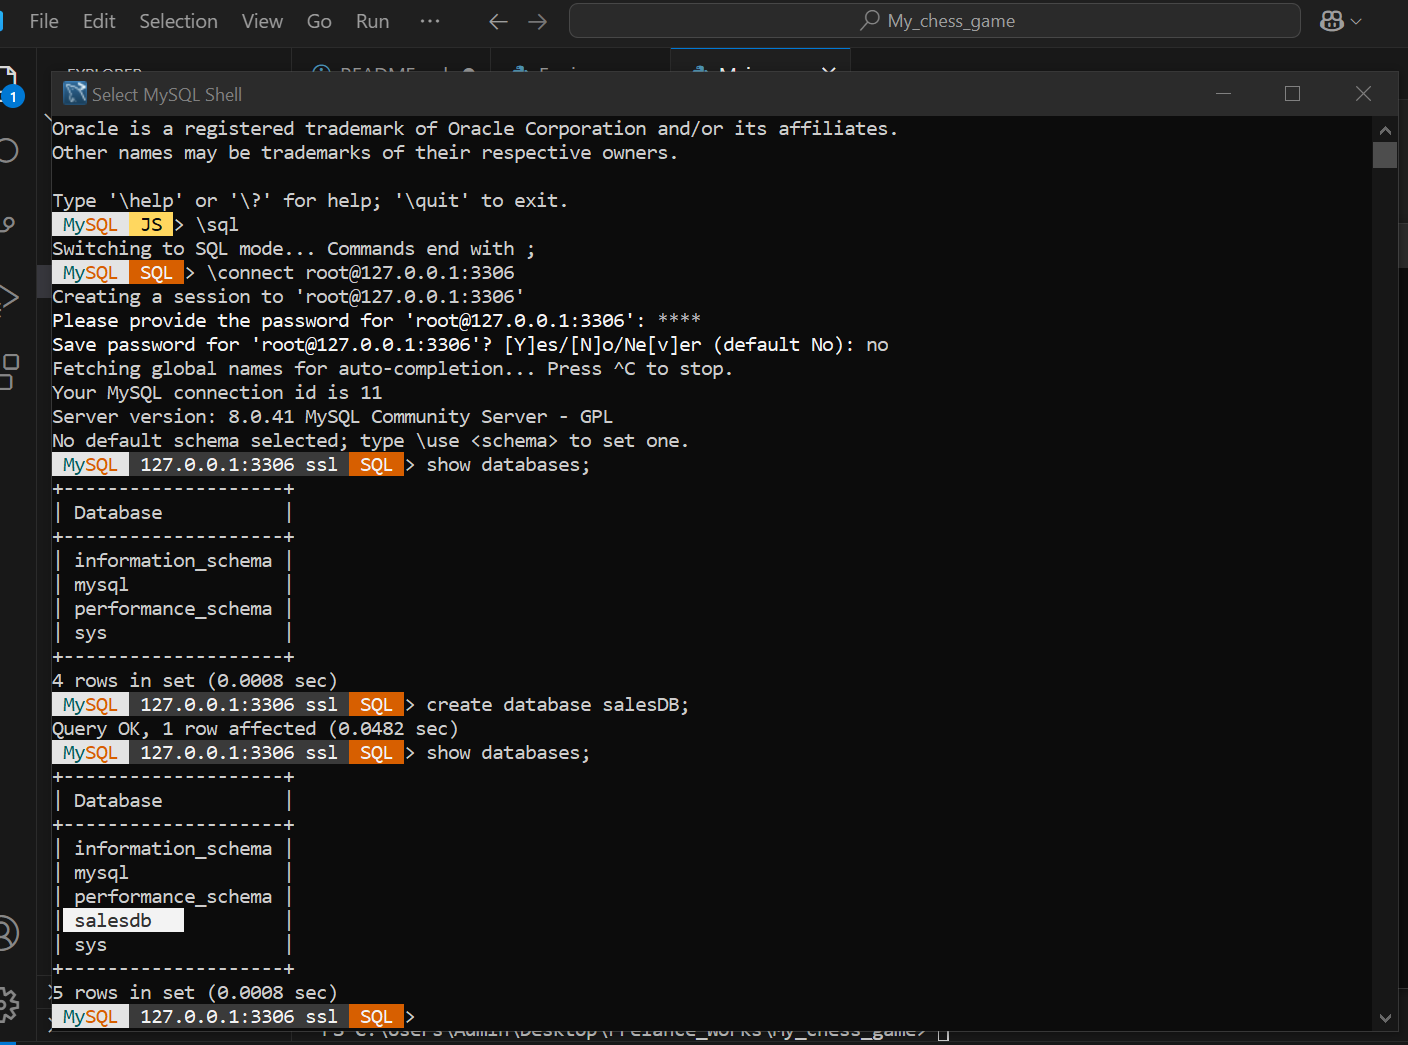 File Edit Selection View Go Run ··· ← → My_chess_game
1
Select MySQL Shell
Oracle is a registered trademark of Oracle Corporation and/or its affiliates.
Other names may be trademarks of their respective owners.
Type '\help' or '\?' for help; '\quit' to exit.
MySQL JS > \sql
Switching to SQL mode... Commands end with ;
MySQL SQL > \connect root@127.0.0.1:3306
Creating a session to 'root@127.0.0.1:3306'
Please provide the password for 'root@127.0.0.1:3306': ****
Save password for 'root@127.0.0.1:3306'? [Y]es/[N]o/Ne[v]er (default No): no
Fetching global names for auto-completion... Press ^C to stop.
Your MySQL connection id is 11
Server version: 8.0.41 MySQL Community Server - GPL
No default schema selected; type \use <schema> to set one.
MySQL 127.0.0.1:3306 ssl SQL > show databases;
+--------------------+
| Database           |
+--------------------+
| information_schema |
| mysql              |
| performance_schema |
| sys                |
+--------------------+
4 rows in set (0.0008 sec)
MySQL 127.0.0.1:3306 ssl SQL > create database salesDB;
Query OK, 1 row affected (0.0482 sec)
MySQL 127.0.0.1:3306 ssl SQL > show databases;
+--------------------+
| Database           |
+--------------------+
| information_schema |
| mysql              |
| performance_schema |
| salesdb            |
| sys                |
+--------------------+
5 rows in set (0.0008 sec)
MySQL 127.0.0.1:3306 ssl SQL >
PS C:\Users\Admin\Desktop\Freelance_Works\My_chess_game>